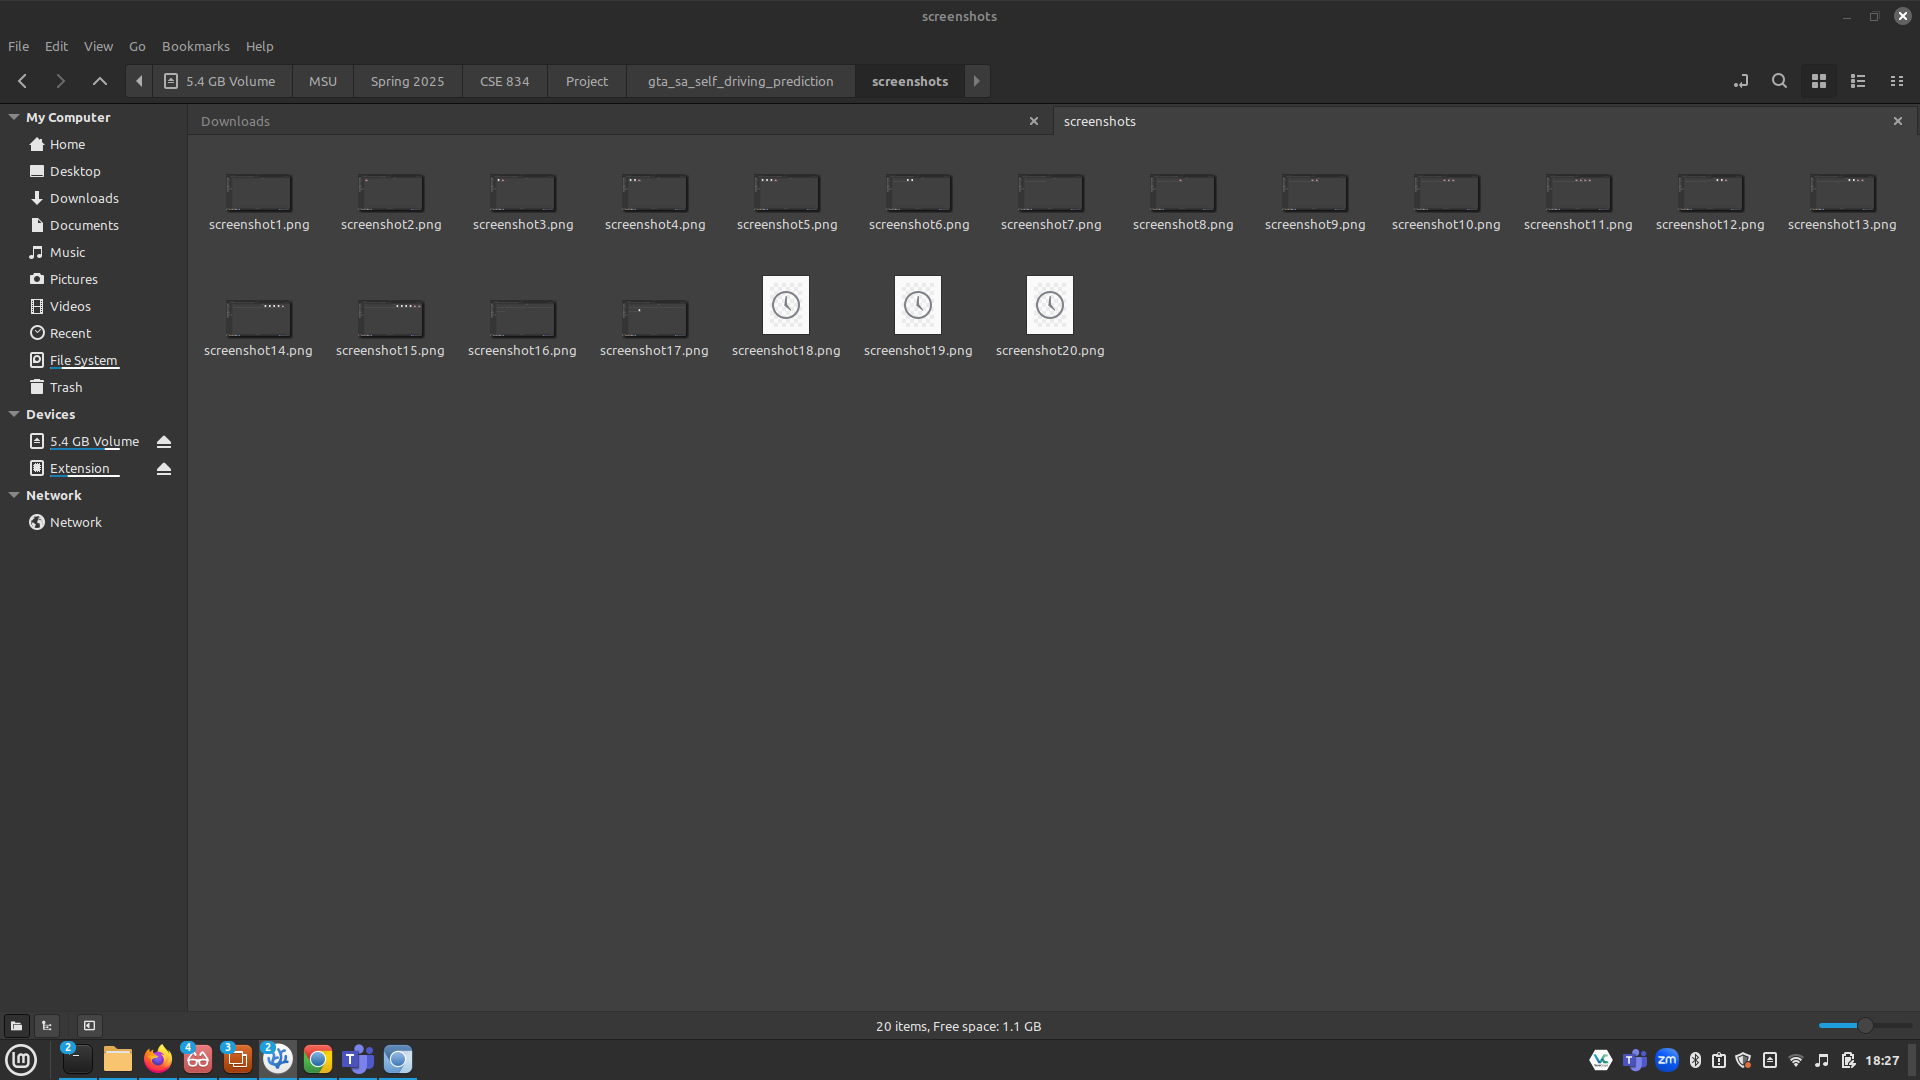 screenshots
File Edit View Go Bookmarks Help
5.4 GB Volume MSU Spring 2025 CSE 834 Project gta_sa_self_driving_prediction screenshots
My Computer
Home
Desktop
Downloads
Documents
Music
Pictures
Videos
Recent
File System
Trash
Devices
5.4 GB Volume
Extension
Network
Network
Downloads
screenshots
screenshot1.png screenshot2.png screenshot3.png screenshot4.png screenshot5.png screenshot6.png screenshot7.png screenshot8.png screenshot9.png screenshot10.png screenshot11.png screenshot12.png screenshot13.png
screenshot14.png screenshot15.png screenshot16.png screenshot17.png screenshot18.png screenshot19.png screenshot20.png
20 items, Free space: 1.1 GB
2 4 3 2 T T zm 18:27